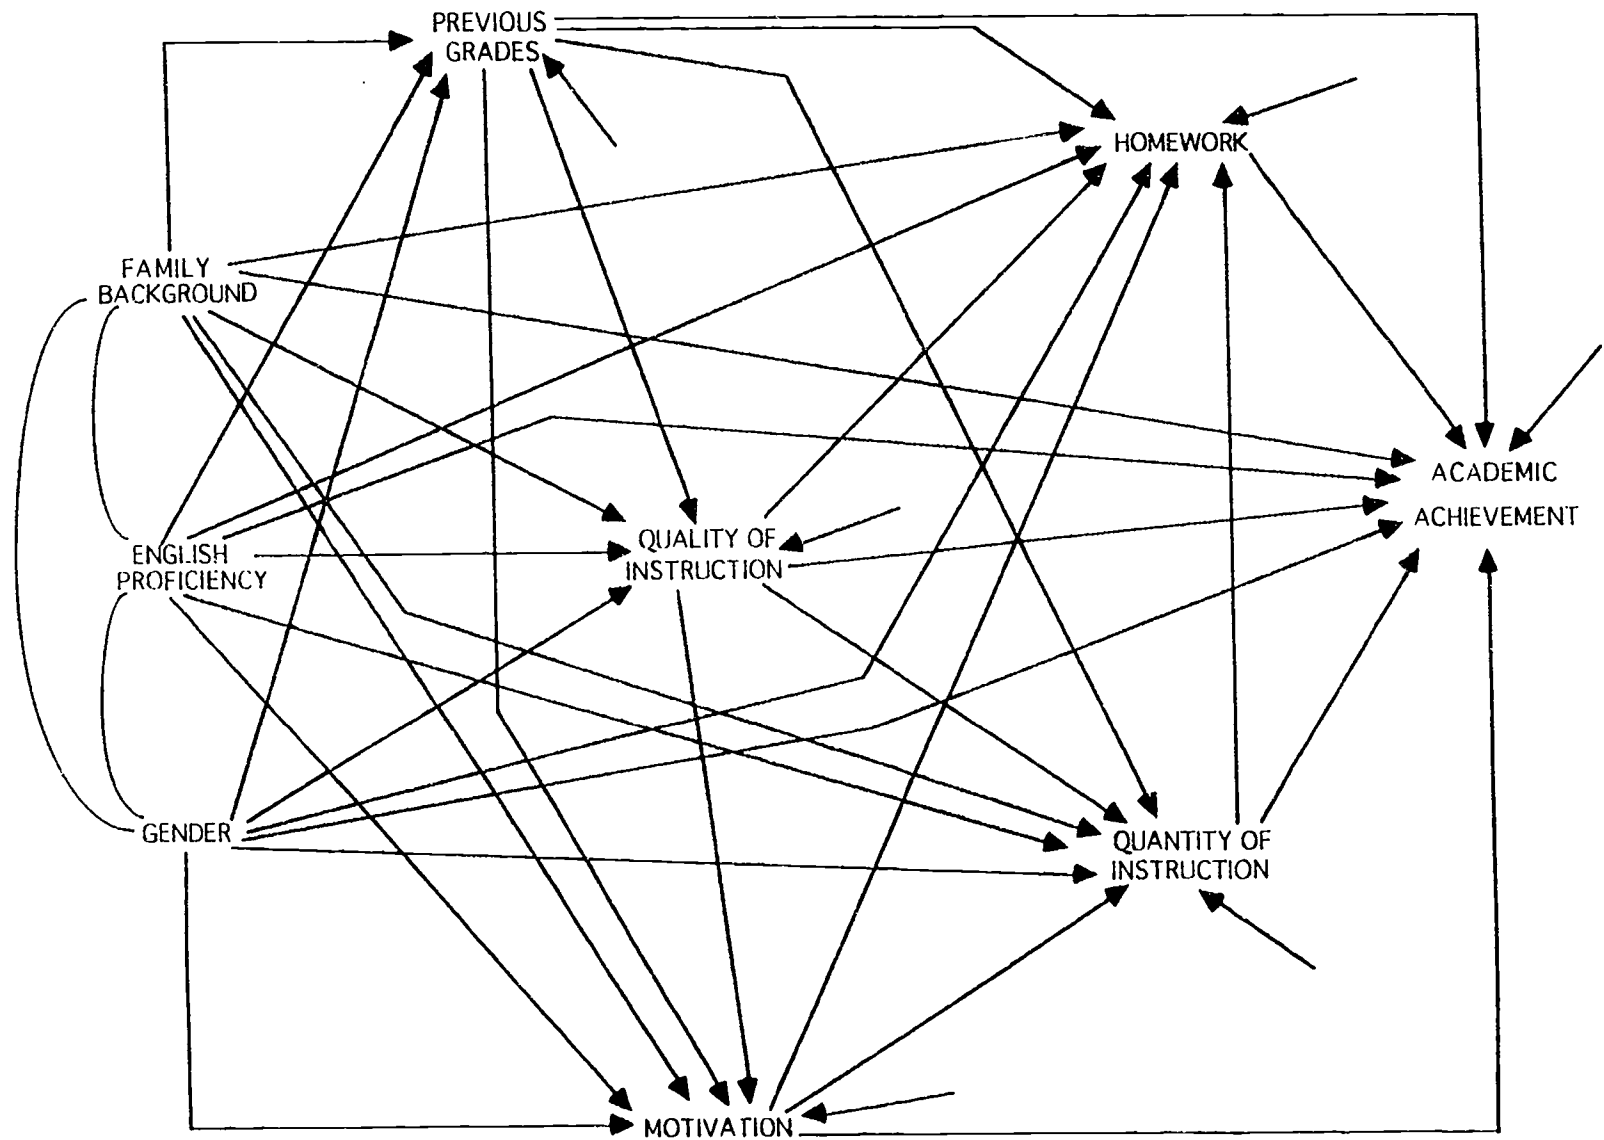 PREVIOUS
GRADES
HOMEWORK
FAMILY
BACKGROUND
ACADEMIC
ACHIEVEMENT
QUALITY OF
INSTRUCTION
ENGLISH
PROFICIENCY
GENDER
QUANTITY OF
INSTRUCTION
MOTIVATION